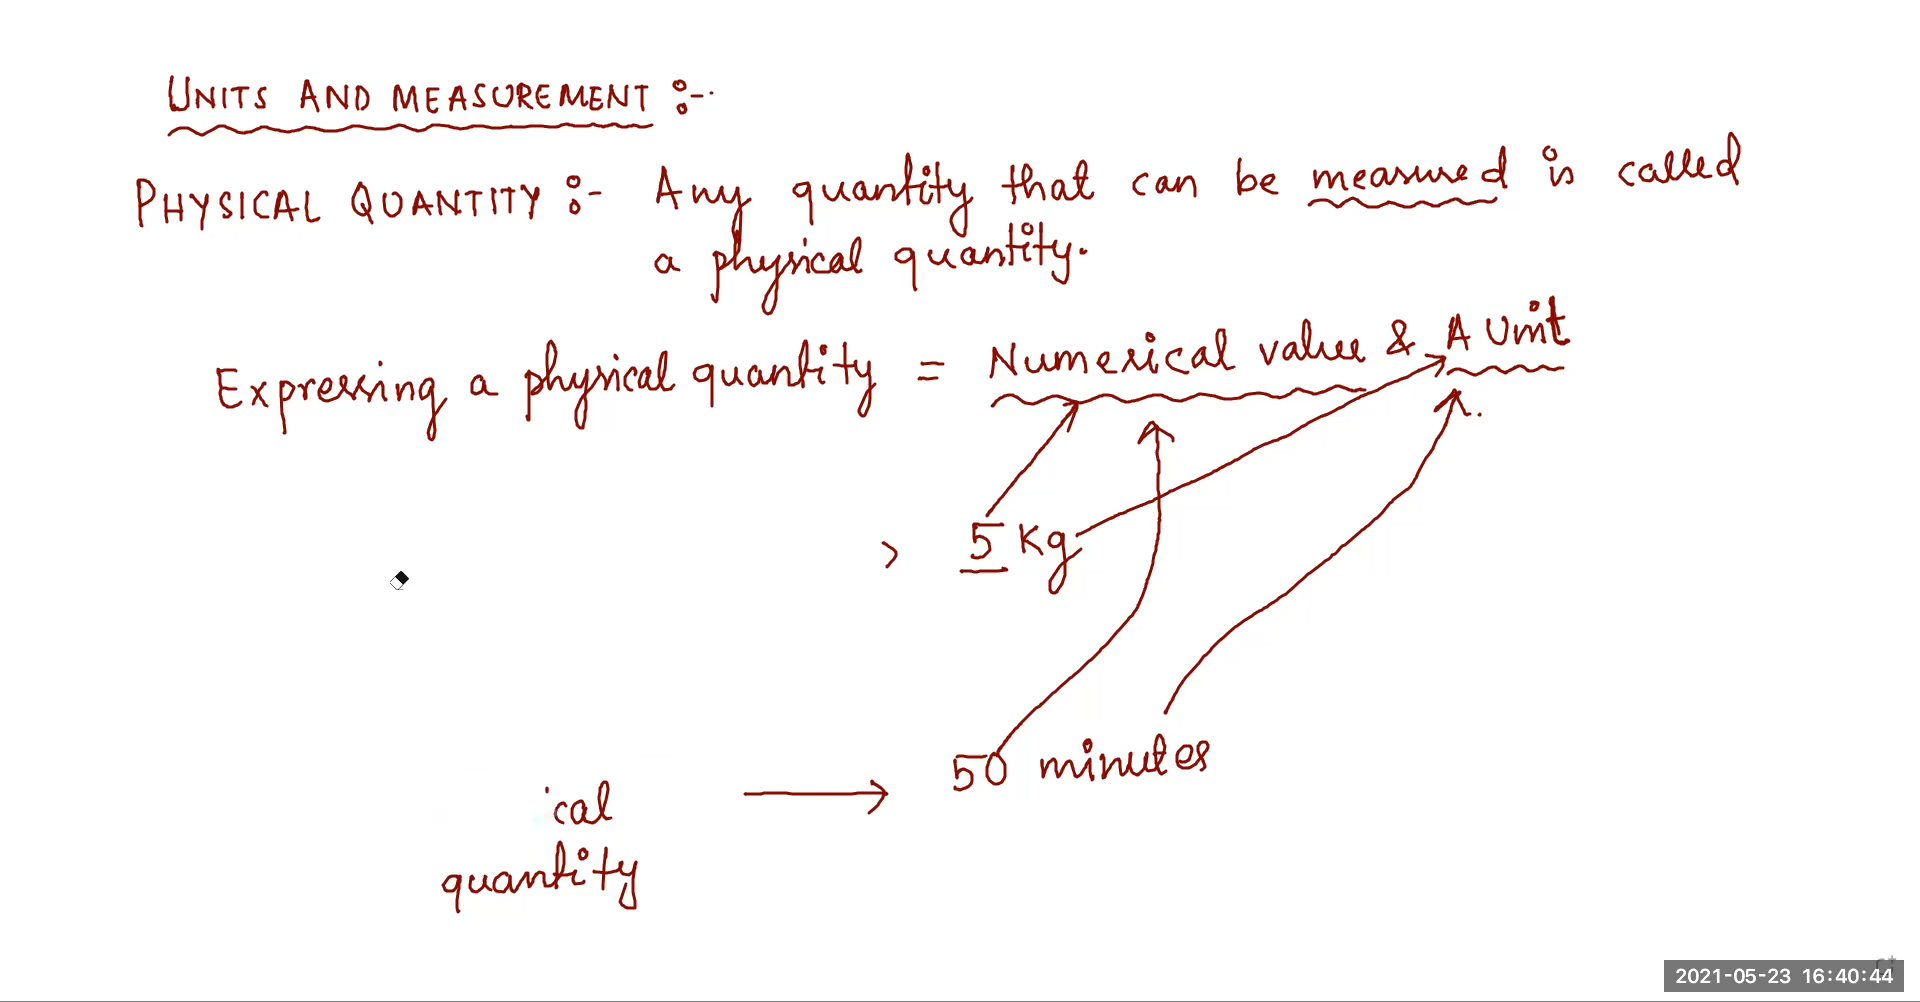 UNITS AND MEASUREMENT :-
PHYSICAL QUANTITY :- Any quantity that can be measured is called
a physical quantity.
Expressing a physical quantity = Numerical value & A Unit
> 5 Kg
ical → 50 minutes
quantity
2021-05-23 16:40:44